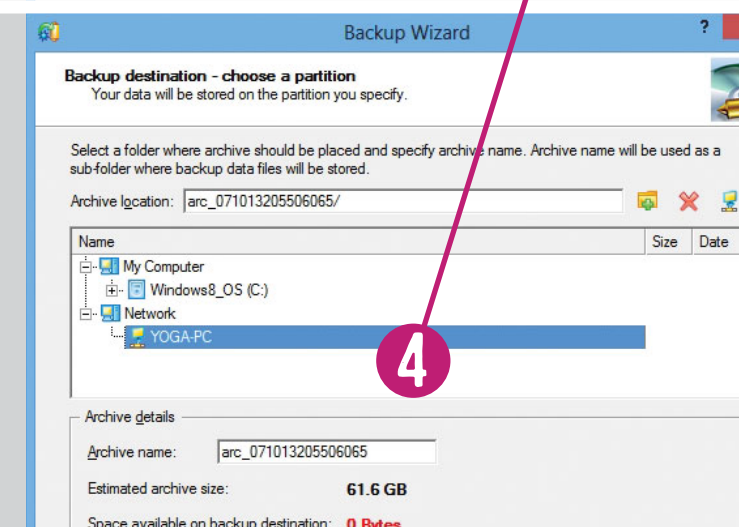 Backup Wizard
?
Backup destination - choose a partition
Your data will be stored on the partition you specify.
Select a folder where archive should be placed and specify archive name. Archive name will be used as a
sub-folder where backup data files will be stored.
Archive location: arc_071013205506065/
Name Size Date
My Computer
Windows8_OS (C:)
Network
YOGA-PC
4
Archive details
Archive name: arc_071013205506065
Estimated archive size: 61.6 GB
Space available on backup destination: 0 Bytes